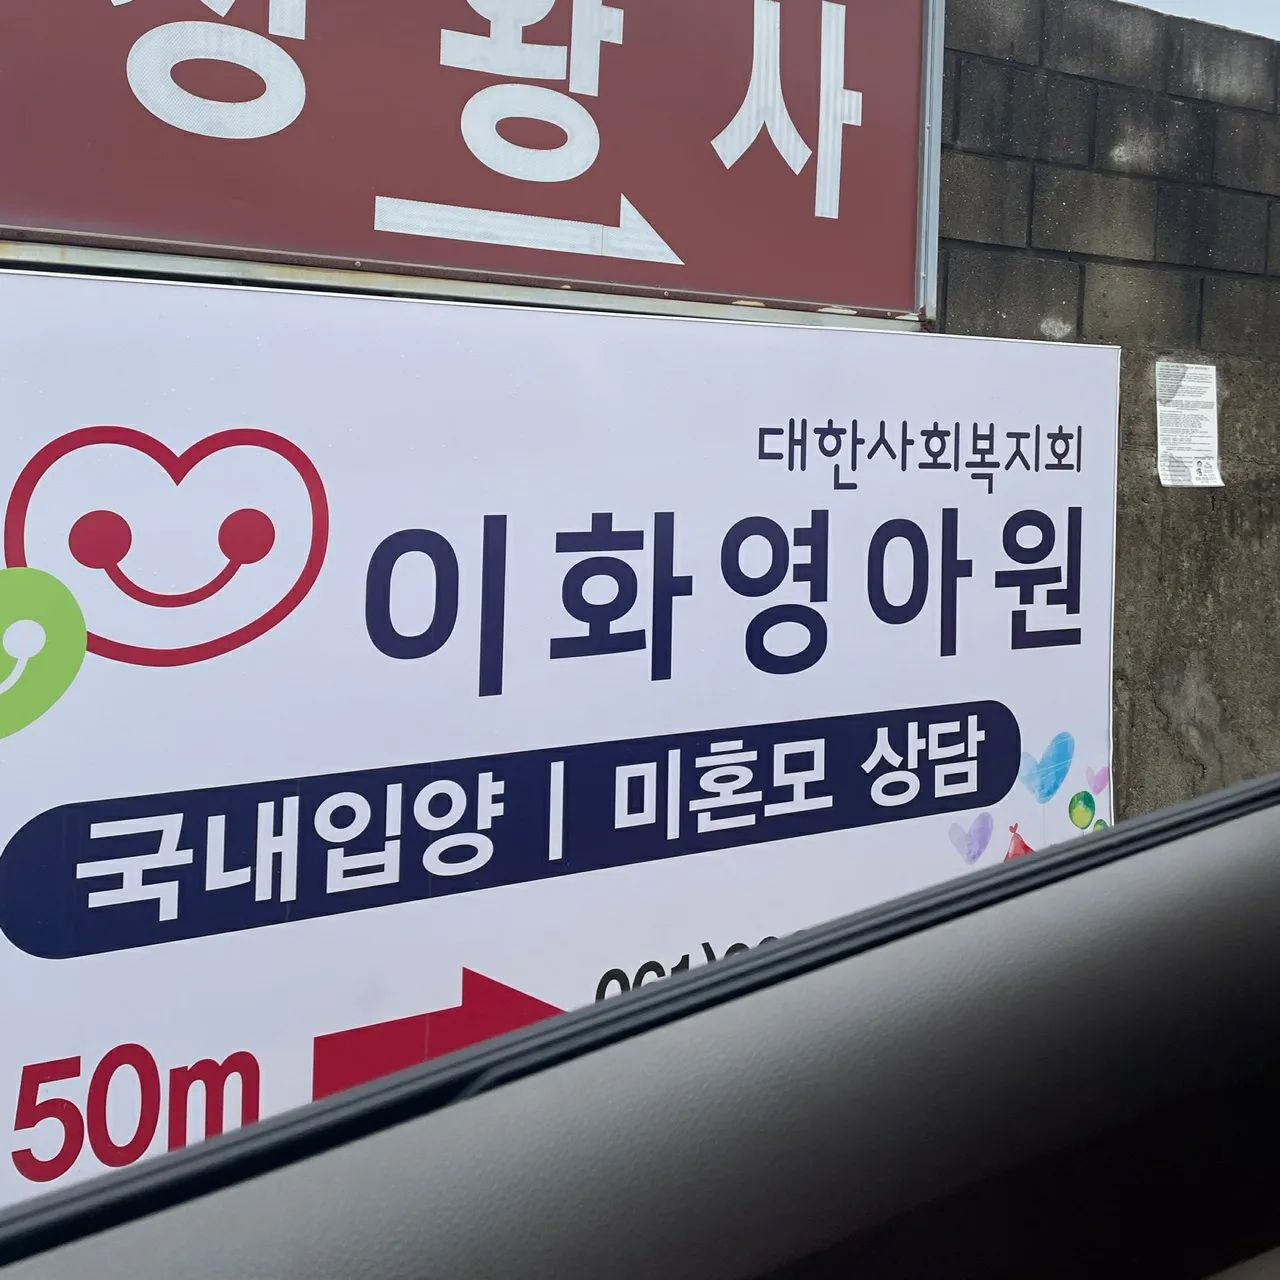 왕사
대한사회복지회
이화영아원
국내입양 | 미혼모 상담
50m